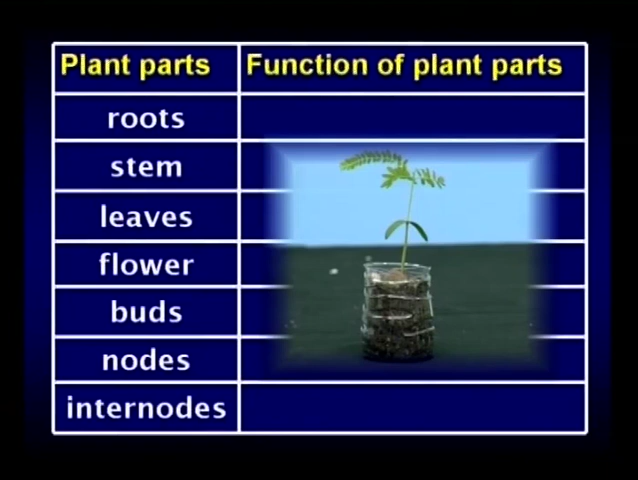 Plant parts Function of plant parts
roots
stem
leaves
flower
buds
nodes
internodes